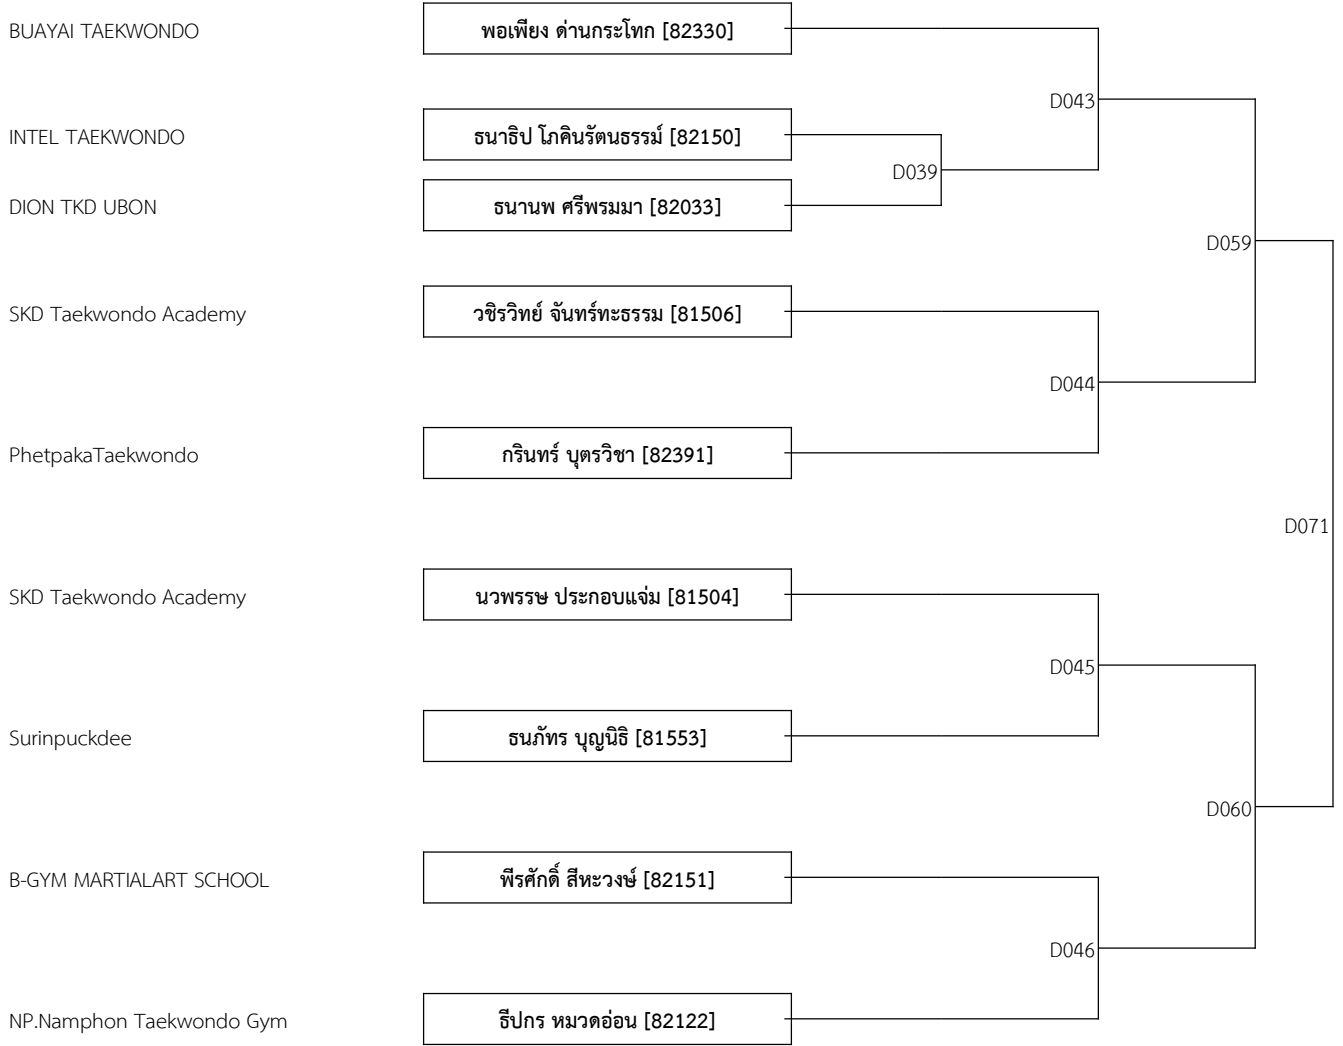 BUAYAI TAEKWONDO
พอเพียง ด่านกระโทก [82330]
D043
INTEL TAEKWONDO
ธนาธิป โภคินรัตนธรรม์ [82150]
D039
DION TKD UBON
ธนานพ ศรีพรมมา [82033]
D059
SKD Taekwondo Academy
วชิรวิทย์ จันทร์ทะธรรม [81506]
D044
PhetpakaTaekwondo
กรินทร์ บุตรวิชา [82391]
D071
SKD Taekwondo Academy
นวพรรษ ประกอบแจ่ม [81504]
D045
Surinpuckdee
ธนภัทร บุญนิธิ [81553]
D060
B-GYM MARTIALART SCHOOL
พีรศักดิ์ สีหะวงษ์ [82151]
D046
NP.Namphon Taekwondo Gym
ธีปกร หมวดอ่อน [82122]